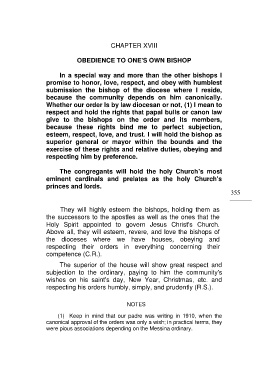 CHAPTER XVIII
OBEDIENCE TO ONE'S OWN BISHOP
In a special way and more than the other bishops I
promise to honor, love, respect, and obey with humblest
submission the bishop of the diocese where I reside,
because the community depends on him canonically.
Whether our order is by law diocesan or not, (1) I mean to
respect and hold the rights that papal bulls or canon law
give to the bishops on the order and its members,
because these rights bind me to perfect subjection,
esteem, respect, love, and trust. I will hold the bishop as
superior general or mayor within the bounds and the
exercise of these rights and relative duties, obeying and
respecting him by preference.
The congregants will hold the holy Church's most
eminent cardinals and prelates as the holy Church's
princes and lords.
355
They will highly esteem the bishops, holding them as
the successors to the apostles as well as the ones that the
Holy Spirit appointed to govern Jesus Christ's Church.
Above all, they will esteem, revere, and love the bishops of
the dioceses where we have houses, obeying and
respecting their orders in everything concerning their
competence (C.R.).
The superior of the house will show great respect and
subjection to the ordinary, paying to him the community's
wishes on his saint's day, New Year, Christmas, etc. and
respecting his orders humbly, simply, and prudently (R.S.).
NOTES
(1) Keep in mind that our padre was writing in 1910, when the
canonical approval of the orders was only a wish; in practical terms, they
were pious associations depending on the Messina ordinary.